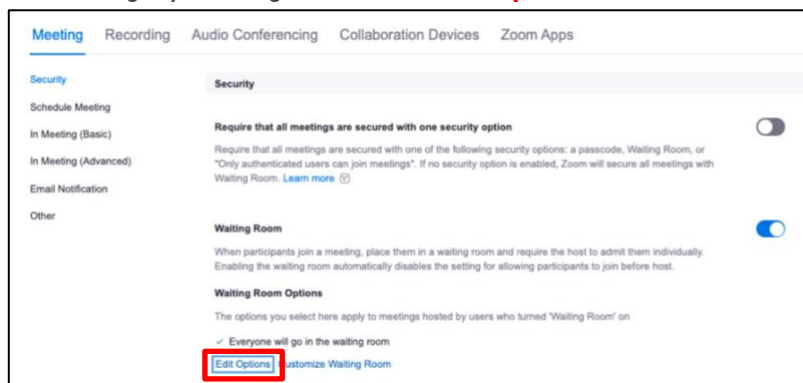 Meeting Recording Audio Conferencing Collaboration Devices Zoom Apps
Security
Schedule Meeting
In Meeting (Basic)
In Meeting (Advanced)
Email Notification
Other
Security
Require that all meetings are secured with one security option
Require that all meetings are secured with one of the following security options: a passcode, Waiting Room, or
"Only authenticated users can join meetings". If no security option is enabled, Zoom will secure all meetings with
Waiting Room. Learn more
Waiting Room
When participants join a meeting, place them in a waiting room and require the host to admit them individually.
Enabling the waiting room automatically disables the setting for allowing participants to join before host.
Waiting Room Options
The options you select here apply to meetings hosted by users who turned 'Waiting Room' on
✓ Everyone will go in the waiting room
Edit Options ustomize Waiting Room